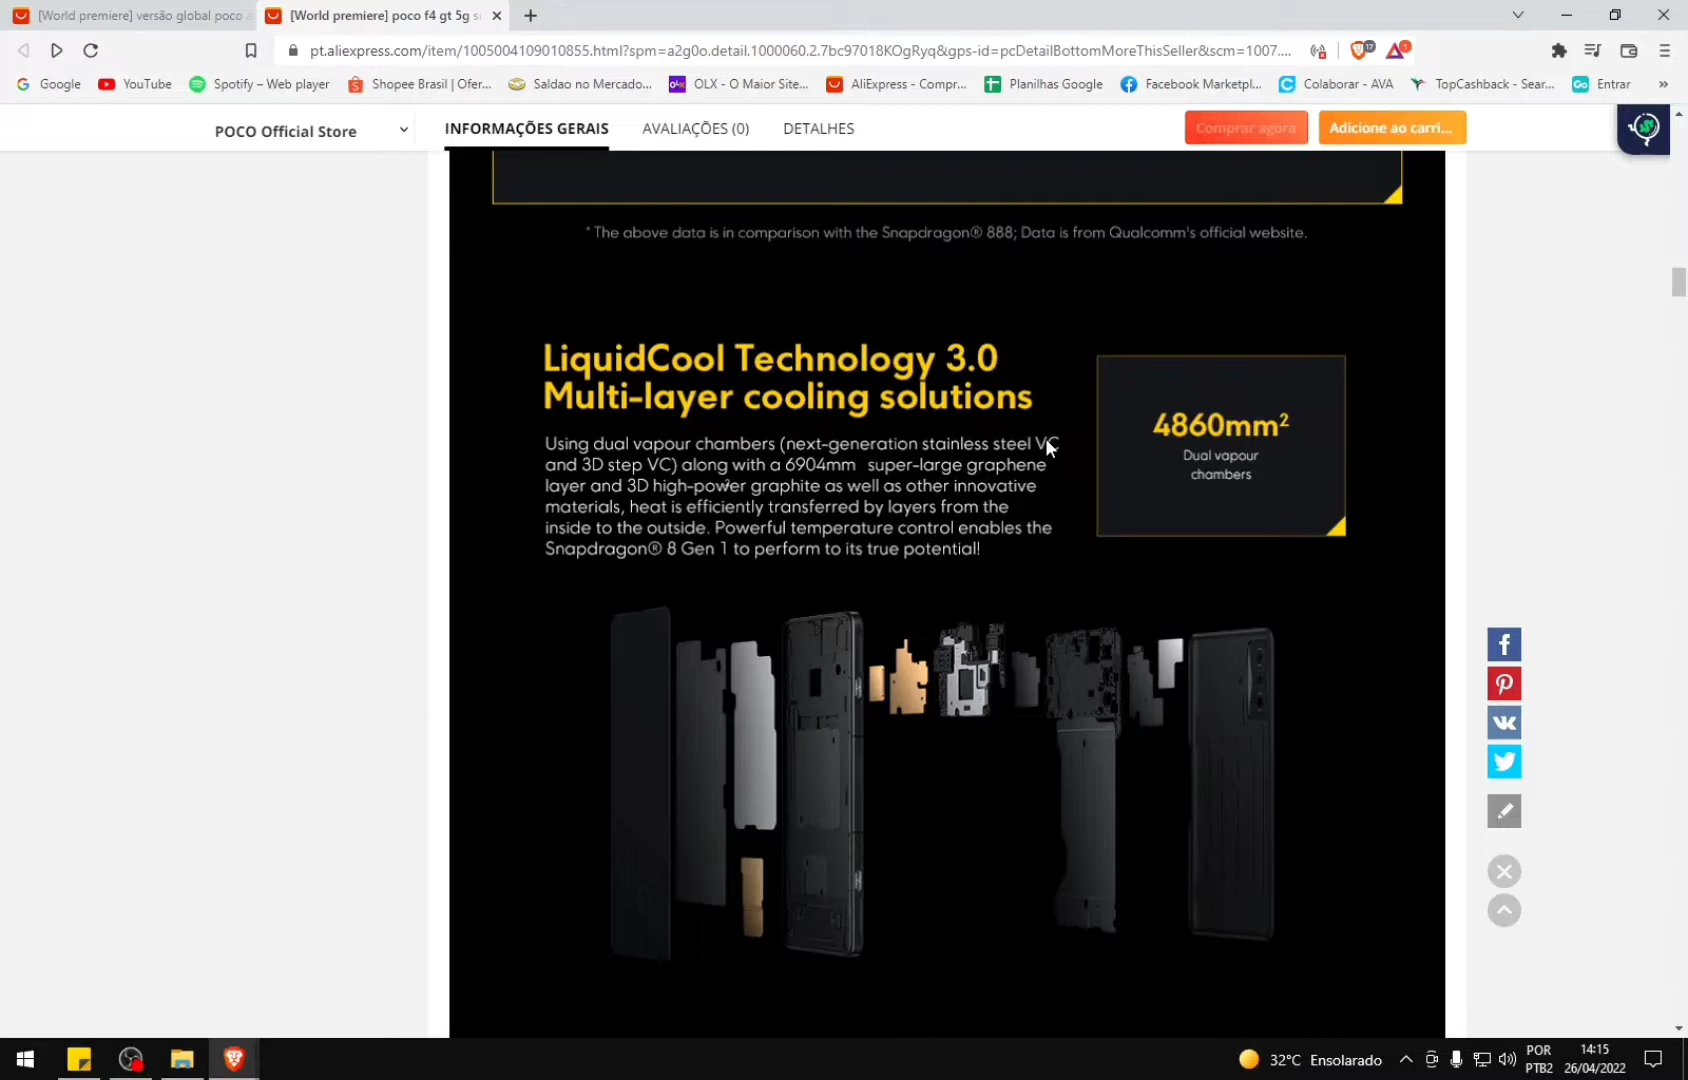 [World premiere] versão global poco
[World premiere] poco f4 gt 5g s
pt.aliexpress.com/item/1005004109010855.html?spm=a2g0o.detail.1000060.2.7bc97018KOgRyq&gps-id=pcDetailBottomMoreThisSeller&scm=1007....
17
1
Google
YouTube
Spotify – Web player
Shopee Brasil | Ofer...
Saldao no Mercado...
OLX - O Maior Site...
AliExpress - Compr...
Planilhas Google
Facebook Marketpl...
Colaborar - AVA
TopCashback - Sear...
Entrar
»
POCO Official Store
INFORMAÇÕES GERAIS
AVALIAÇÕES (0)
DETALHES
Comprar agora
Adicione ao carri...
* The above data is in comparison with the Snapdragon® 888; Data is from Qualcomm's official website.
LiquidCool Technology 3.0
Multi-layer cooling solutions
Using dual vapour chambers (next-generation stainless steel VC
and 3D step VC) along with a 6904mm super-large graphene
layer and 3D high-power graphite as well as other innovative
materials, heat is efficiently transferred by layers from the
inside to the outside. Powerful temperature control enables the
Snapdragon® 8 Gen 1 to perform to its true potential!
4860mm²
Dual vapour
chambers
32°C Ensolarado
POR
PTB2
14:15
26/04/2022